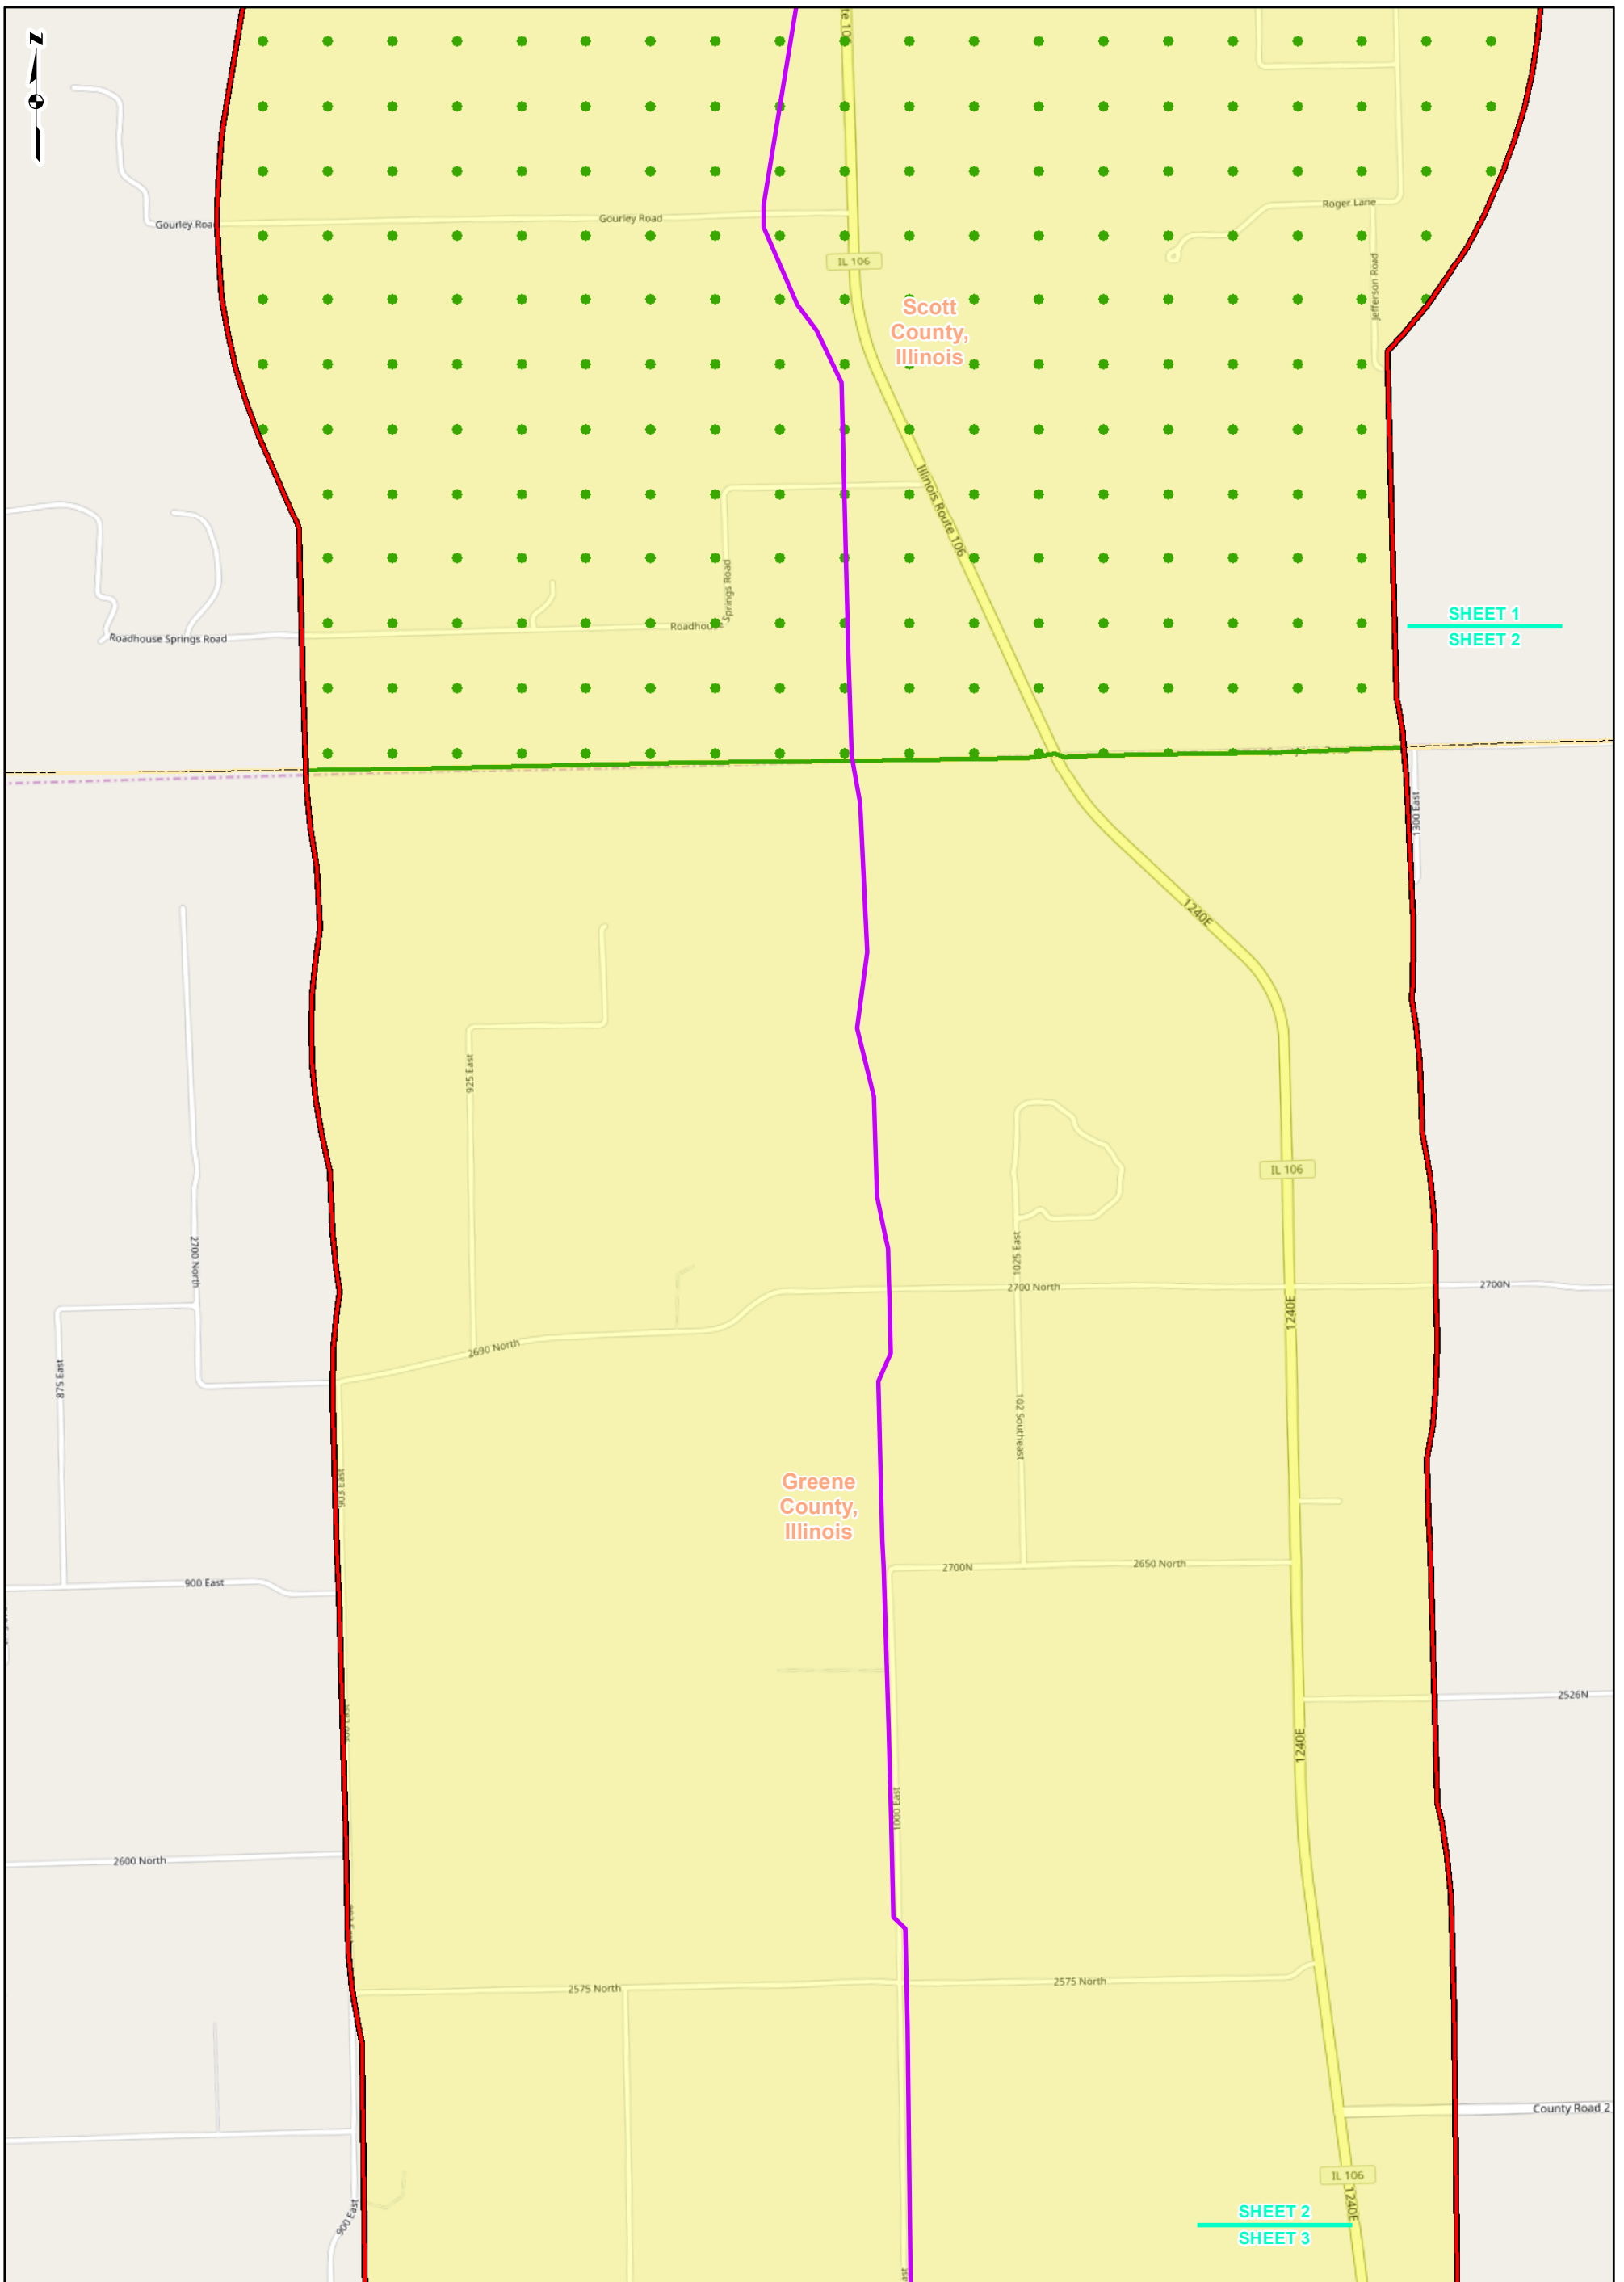 N
Gourley Road
Gourley Road
IL 106
Roger Lane
Jefferson Road
Scott
County,
Illinois
Illinois Route 106
Springs Road
Roadhouse
Roadhouse Springs Road
SHEET 1
SHEET 2
1300 East
1240E
925 East
IL 106
2700 North
1025 East
2700 North
2700N
1240E
2690 North
875 East
102 Southeast
903 East
Greene
County,
Illinois
2700N
2650 North
900 East
2526N
1240E
1000 East
2600 North
2575 North
2575 North
County Road 2
IL 106
1240E
900 East
SHEET 2
SHEET 3